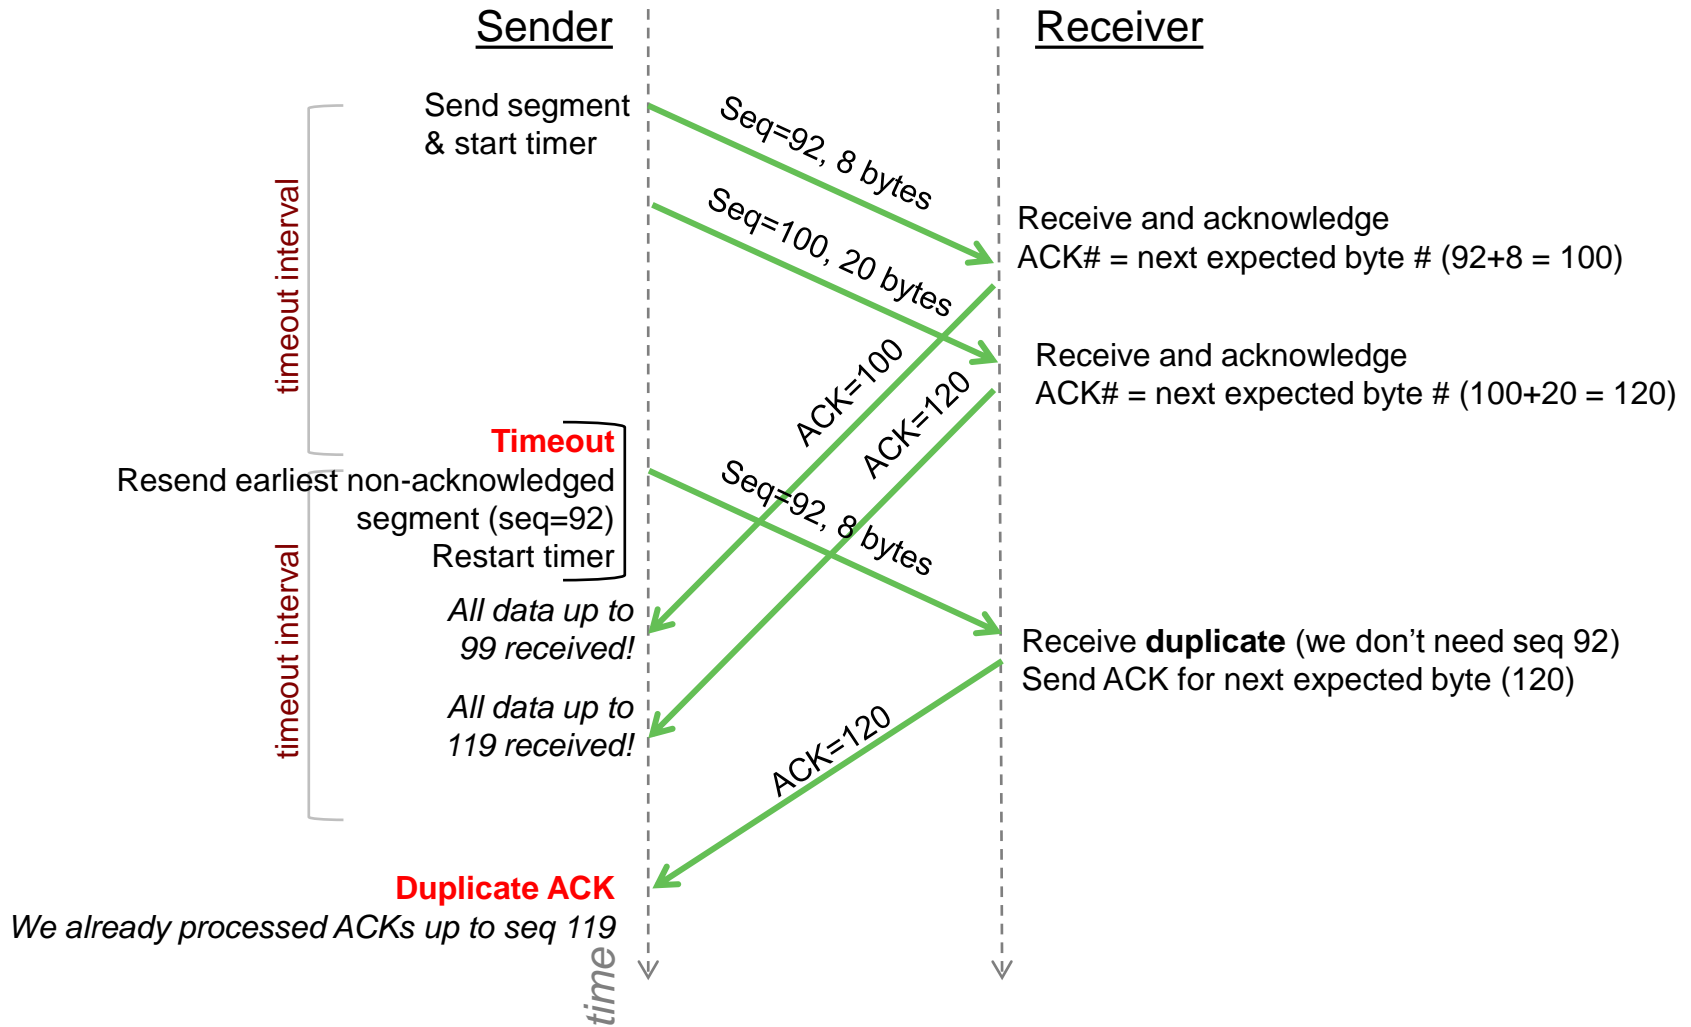 Sender
Receiver
Send segment
& start timer
Seq=92, 8 bytes
Seq=100, 20 bytes
Receive and acknowledge
ACK# = next expected byte # (92+8 = 100)
timeout interval
ACK=100
ACK=120
Receive and acknowledge
ACK# = next expected byte # (100+20 = 120)
Timeout
Resend earliest non-acknowledged
segment (seq=92)
Restart timer
Seq=92, 8 bytes
timeout interval
All data up to
99 received!
Receive duplicate (we don’t need seq 92)
Send ACK for next expected byte (120)
All data up to
119 received!
ACK=120
Duplicate ACK
We already processed ACKs up to seq 119
time